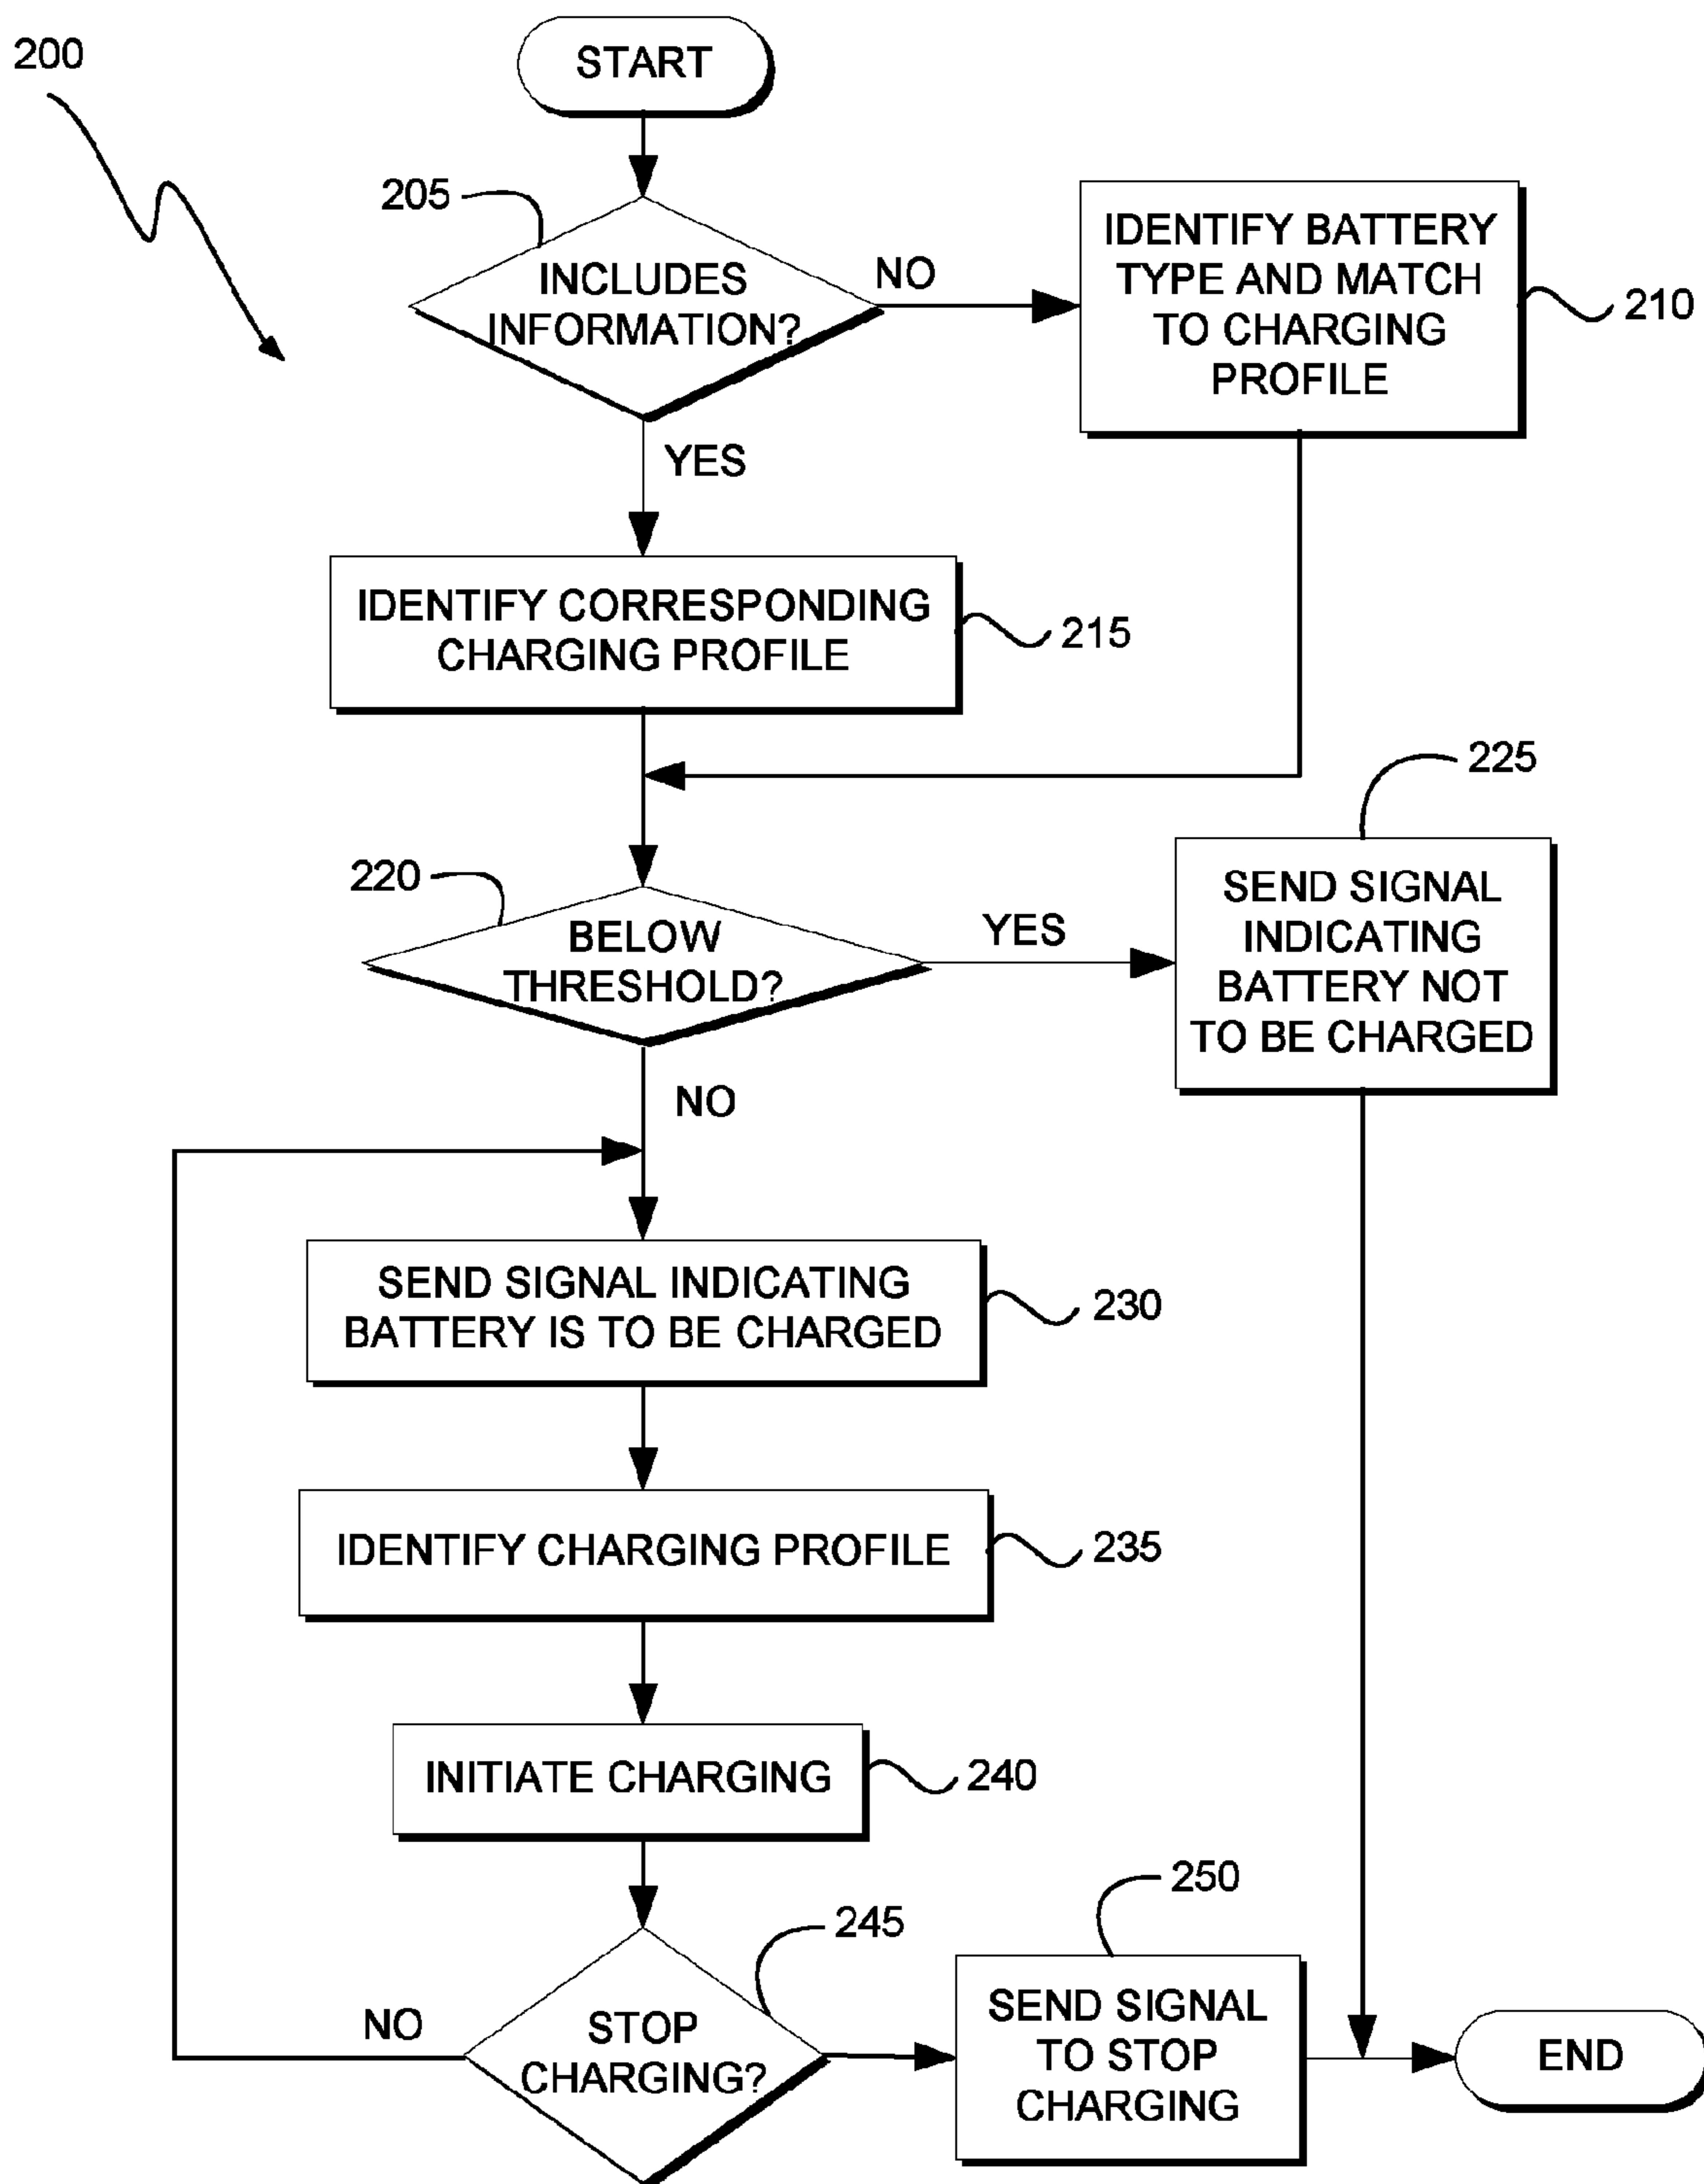 200
START
205
INCLUDES
INFORMATION?
NO
IDENTIFY BATTERY
TYPE AND MATCH
TO CHARGING
PROFILE
210
YES
IDENTIFY CORRESPONDING
CHARGING PROFILE
215
220
BELOW
THRESHOLD?
YES
225
SEND SIGNAL
INDICATING
BATTERY NOT
TO BE CHARGED
NO
SEND SIGNAL INDICATING
BATTERY IS TO BE CHARGED
230
IDENTIFY CHARGING PROFILE
235
INITIATE CHARGING
240
245
STOP
CHARGING?
NO
250
SEND SIGNAL
TO STOP
CHARGING
END